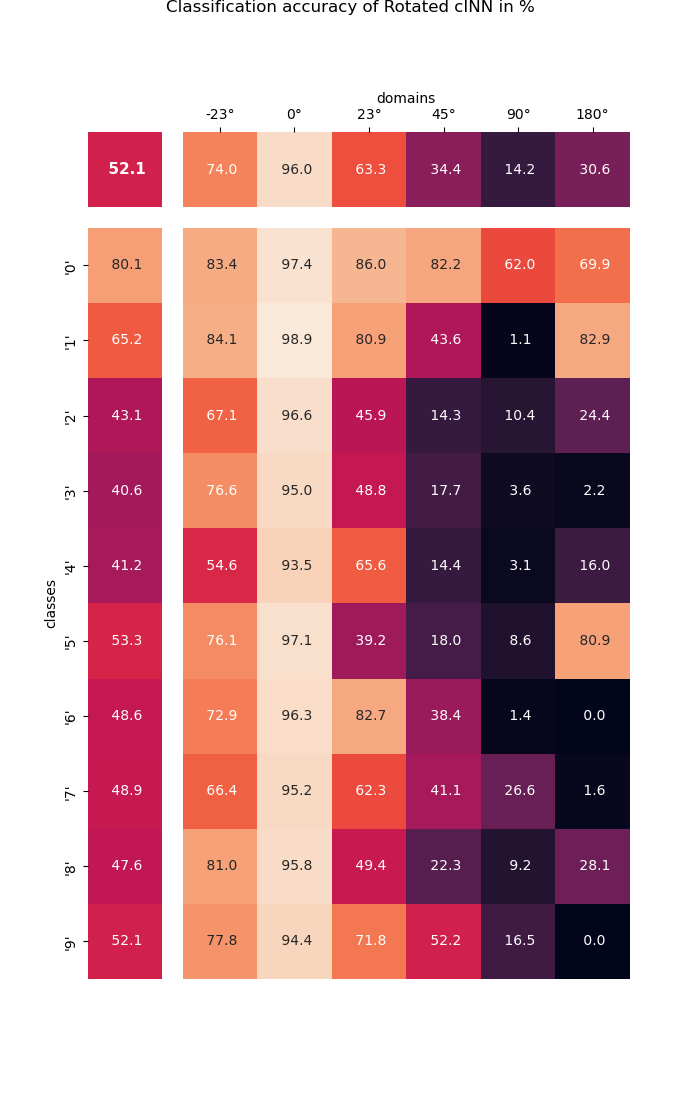 Classification accuracy of Rotated cINN in %
domains
-23° 0° 23° 45° 90° 180°
52.1 74.0 96.0 63.3 34.4 14.2 30.6
'0' 80.1 83.4 97.4 86.0 82.2 62.0 69.9
'1' 65.2 84.1 98.9 80.9 43.6 1.1 82.9
'2' 43.1 67.1 96.6 45.9 14.3 10.4 24.4
'3' 40.6 76.6 95.0 48.8 17.7 3.6 2.2
'4' 41.2 54.6 93.5 65.6 14.4 3.1 16.0
classes
'5' 53.3 76.1 97.1 39.2 18.0 8.6 80.9
'6' 48.6 72.9 96.3 82.7 38.4 1.4 0.0
'7' 48.9 66.4 95.2 62.3 41.1 26.6 1.6
'8' 47.6 81.0 95.8 49.4 22.3 9.2 28.1
'9' 52.1 77.8 94.4 71.8 52.2 16.5 0.0